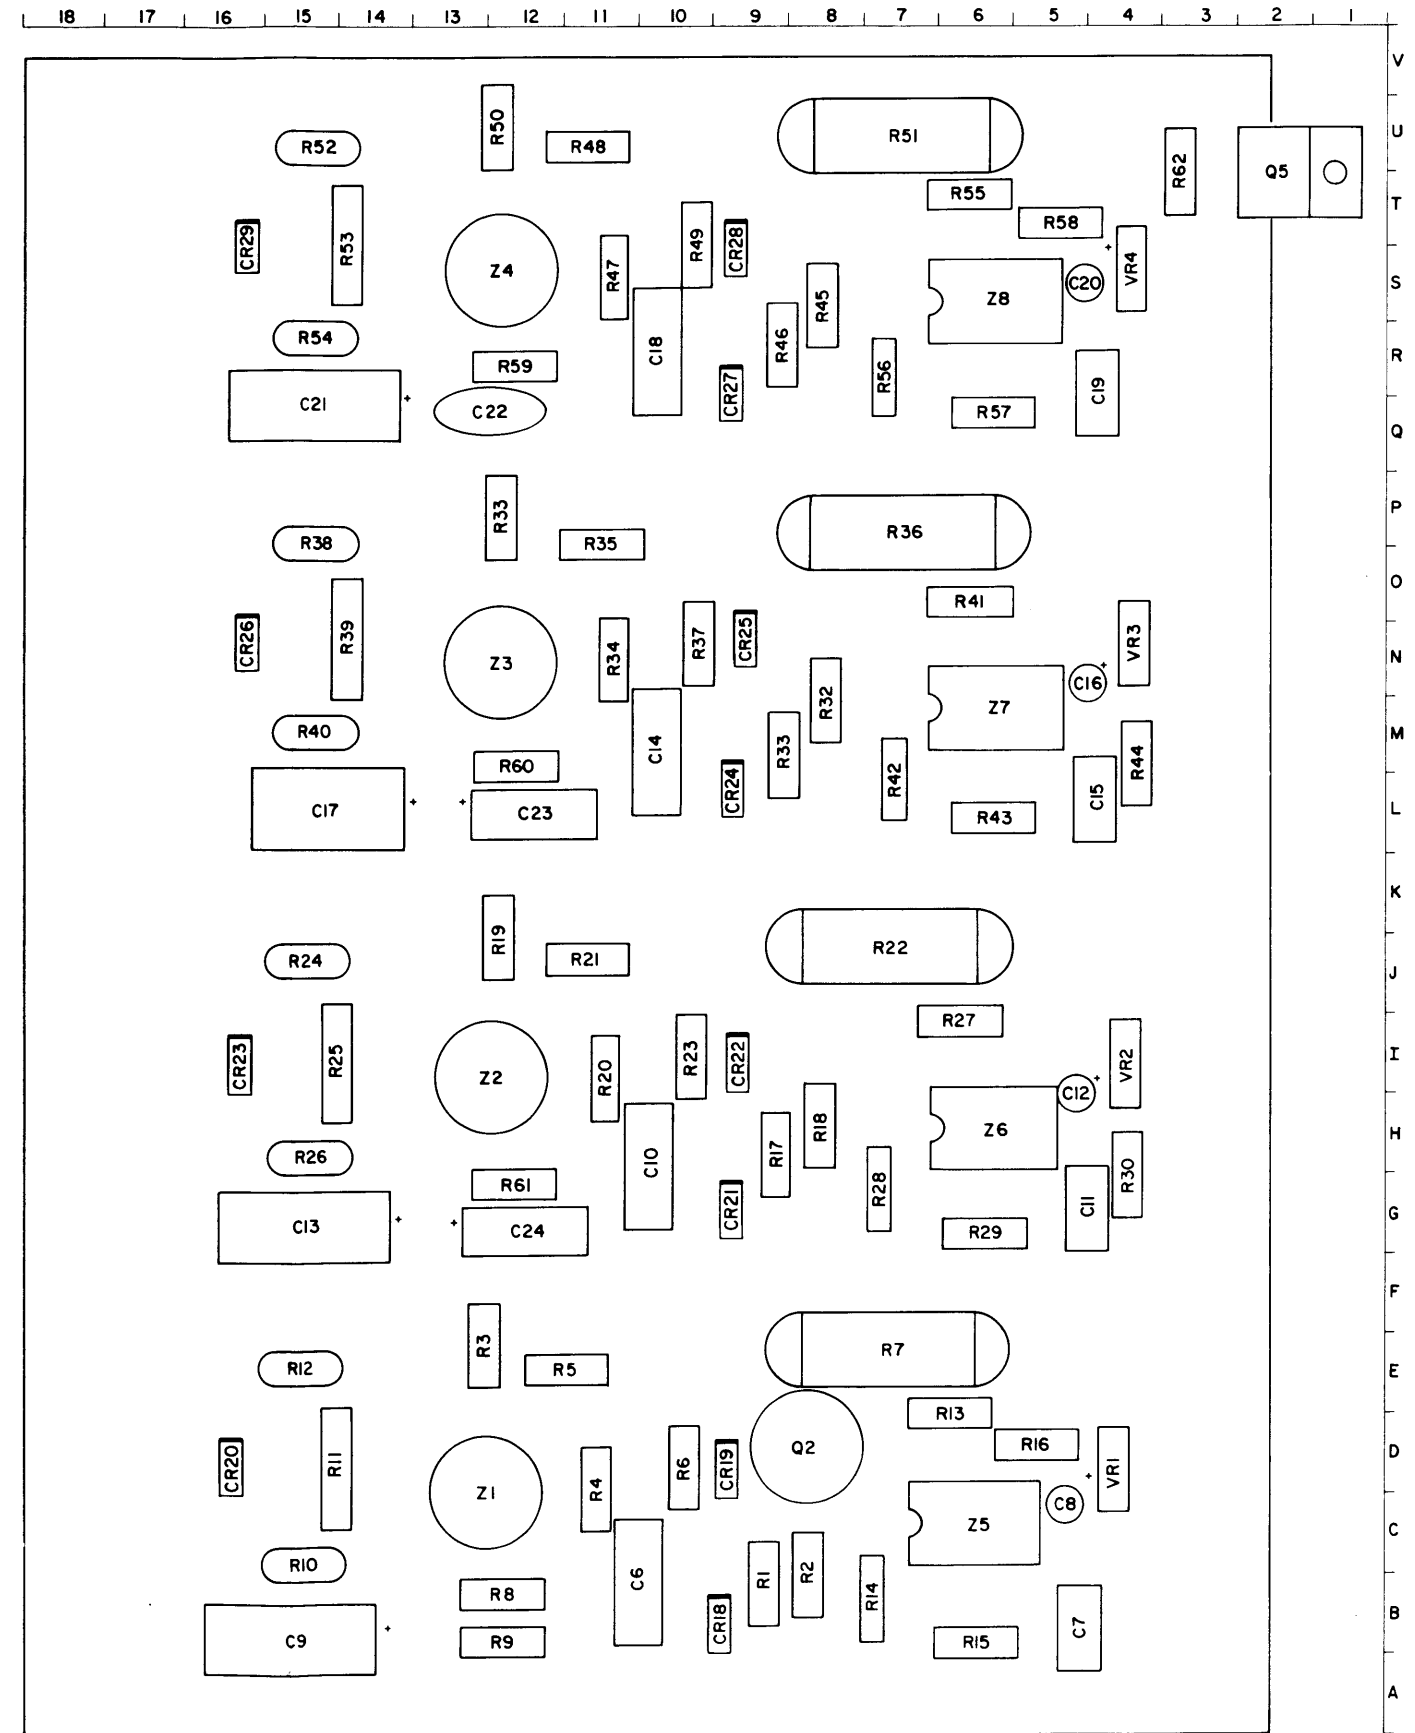 18 17 16 15 14 13 12 11 10 9 8 7 6 5 4 3 2 1
V
R50 R51 U
R52 R48 R62 Q5
R55 T
CR29 R53 R49 CR28 R58
Z4 R47 R45 Z8 C20 + VR4 S
R54 C18 R46
R59 CR27 R56 C19 R
C21 + C22 R57
Q
R33 R36 P
R38 R35
R41 O
CR26 R39 Z3 R34 R37 CR25 VR3 N
R32 Z7 C16 +
R40 C14 R33 R44 M
R60 CR24 R42 C15
C17 + + C23 R43 L
K
R19 R22
R24 R21 J
R27
CR23 R25 Z2 R20 R23 CR22 VR2 I
C12 +
R18 Z6 H
R26 C10 R17 R30
R61 CR21 R28 C11
C13 + + C24 R29 G
F
R3 R7
R12 R5 E
R13
CR20 R11 R6 CR19 Q2 R16 VR1 D
Z1 R4 Z5 C8 +
C
R10 C6 R1 R2
R8 CR18 R14 C7 B
C9 + R9 R15
A